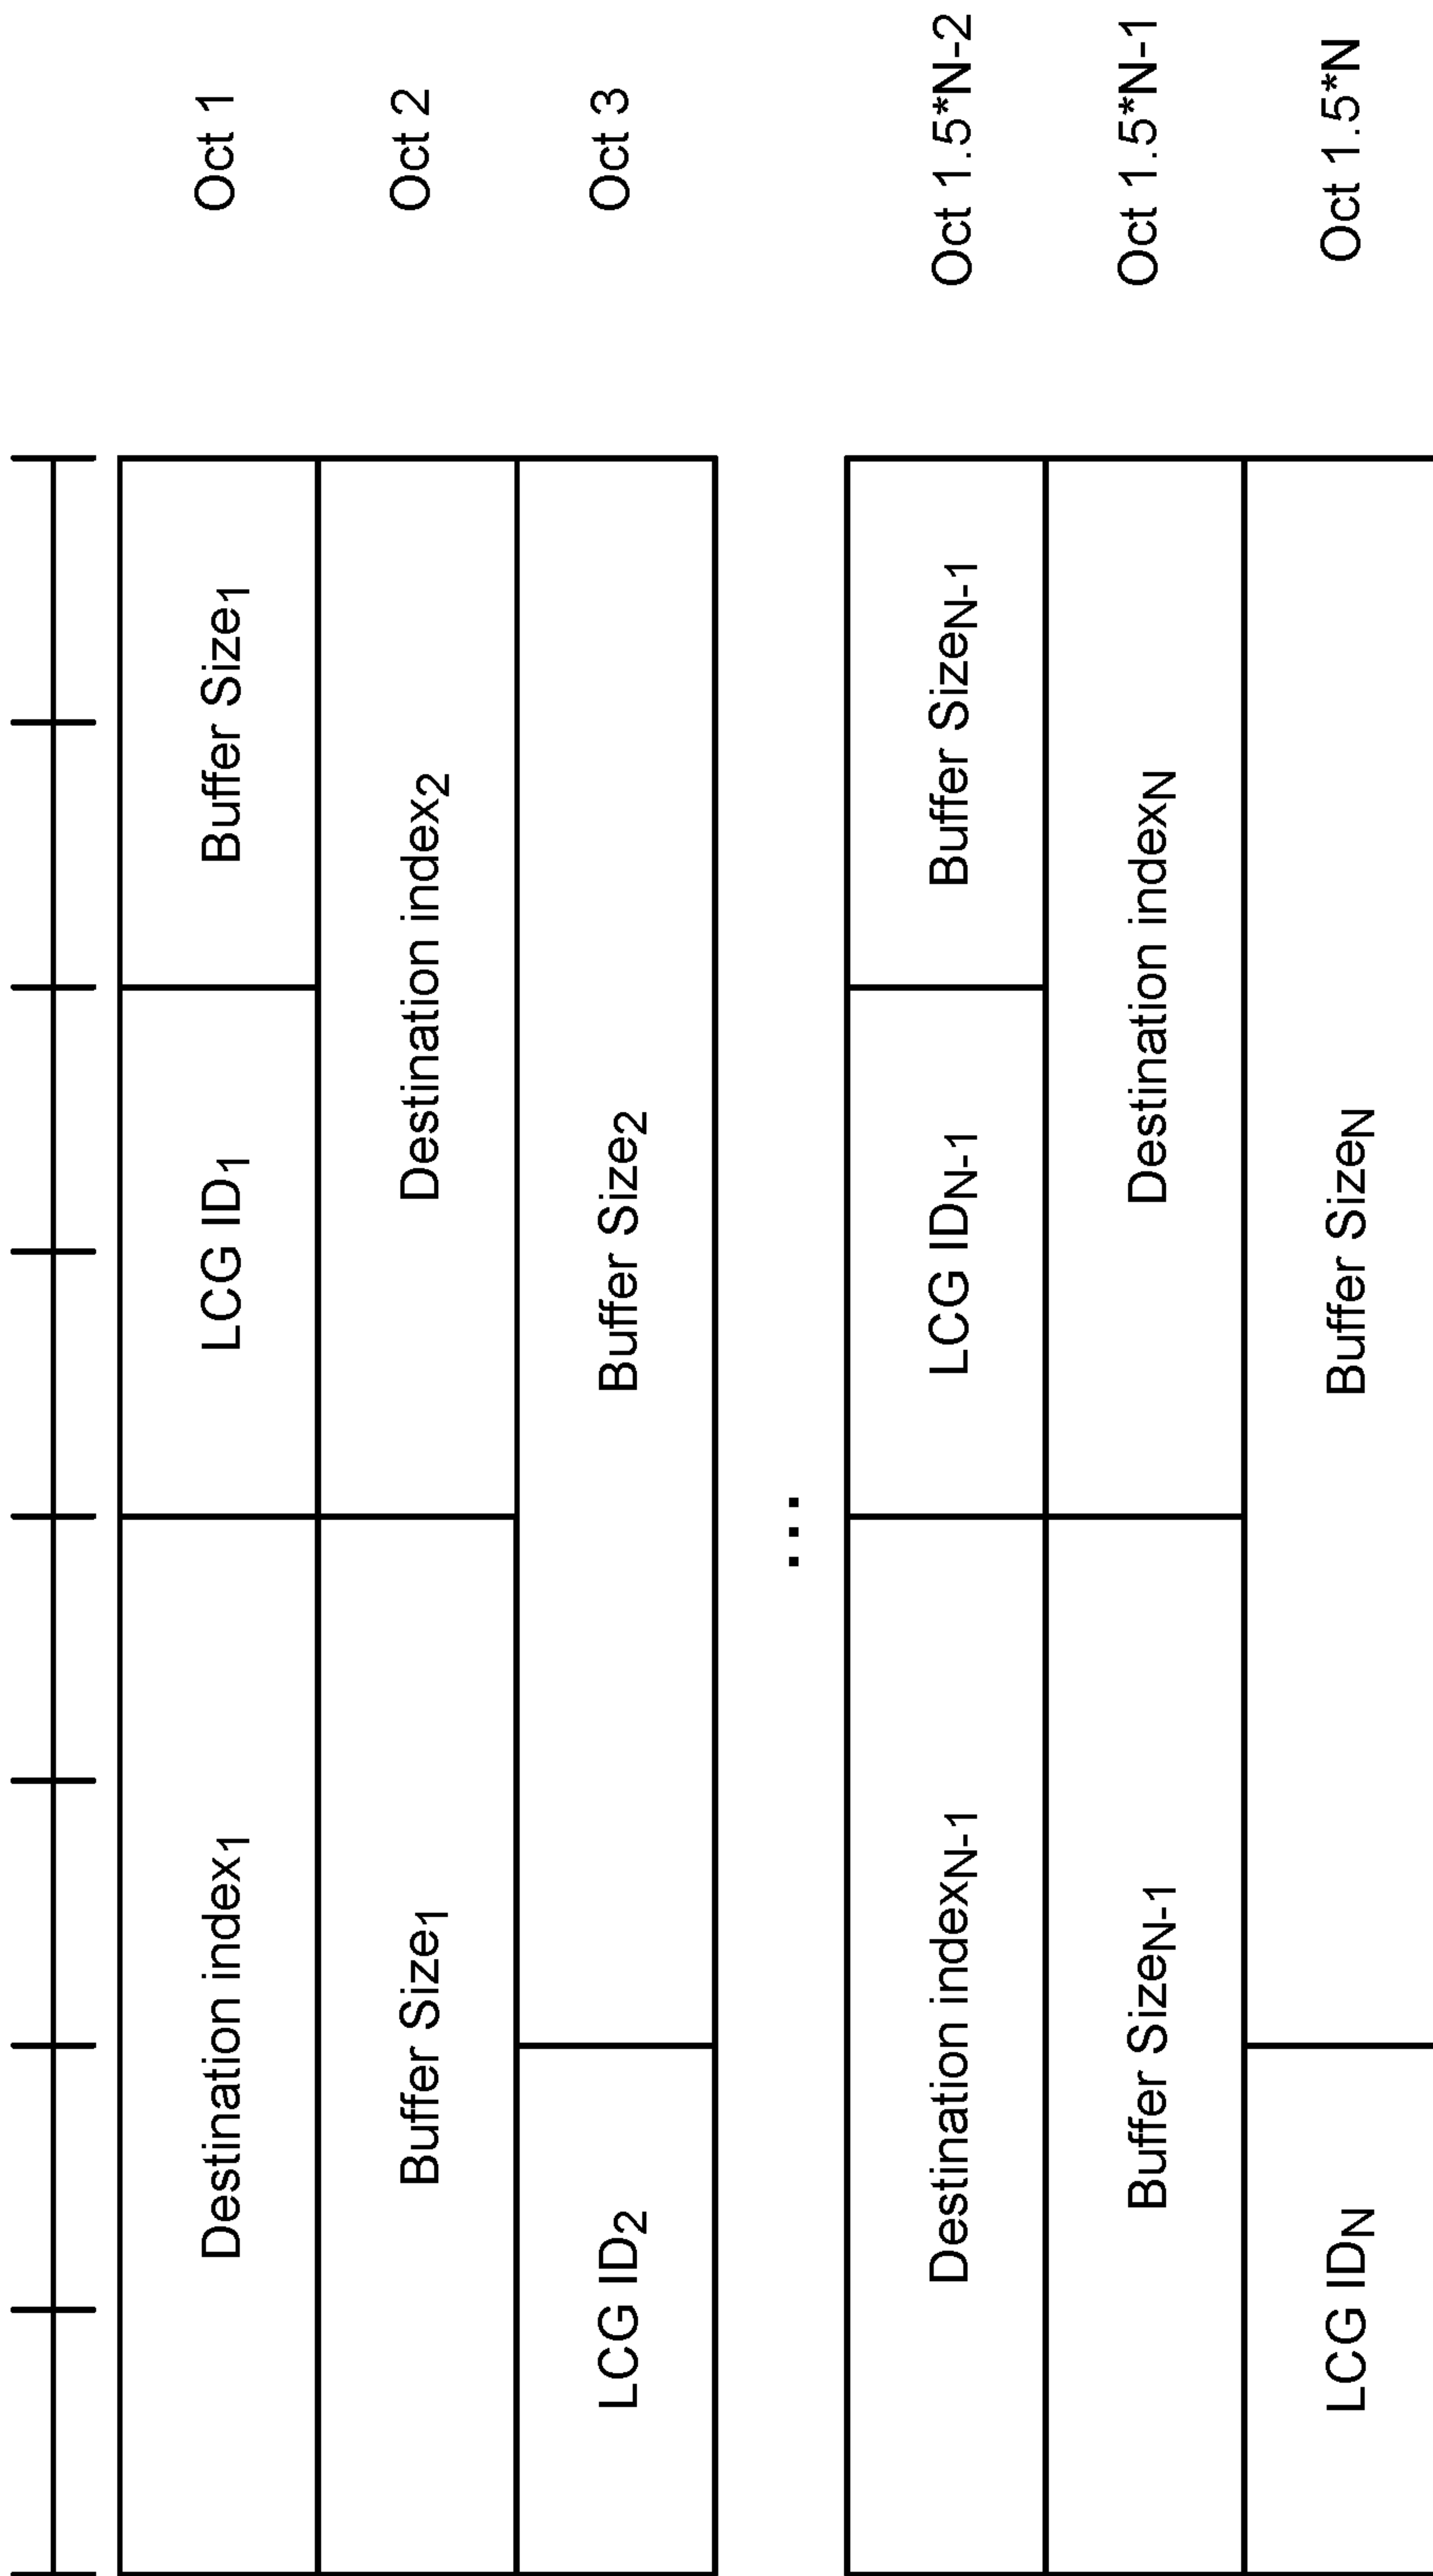 Destination index1 LCG ID1 Buffer Size1 Oct 1
Buffer Size1 Destination index2 Oct 2
LCG ID2 Buffer Size2 Oct 3
...
Destination indexN-1 LCG IDN-1 Buffer SizeN-1 Oct 1.5*N-2
Buffer SizeN-1 Destination indexN Oct 1.5*N-1
LCG IDN Buffer SizeN Oct 1.5*N